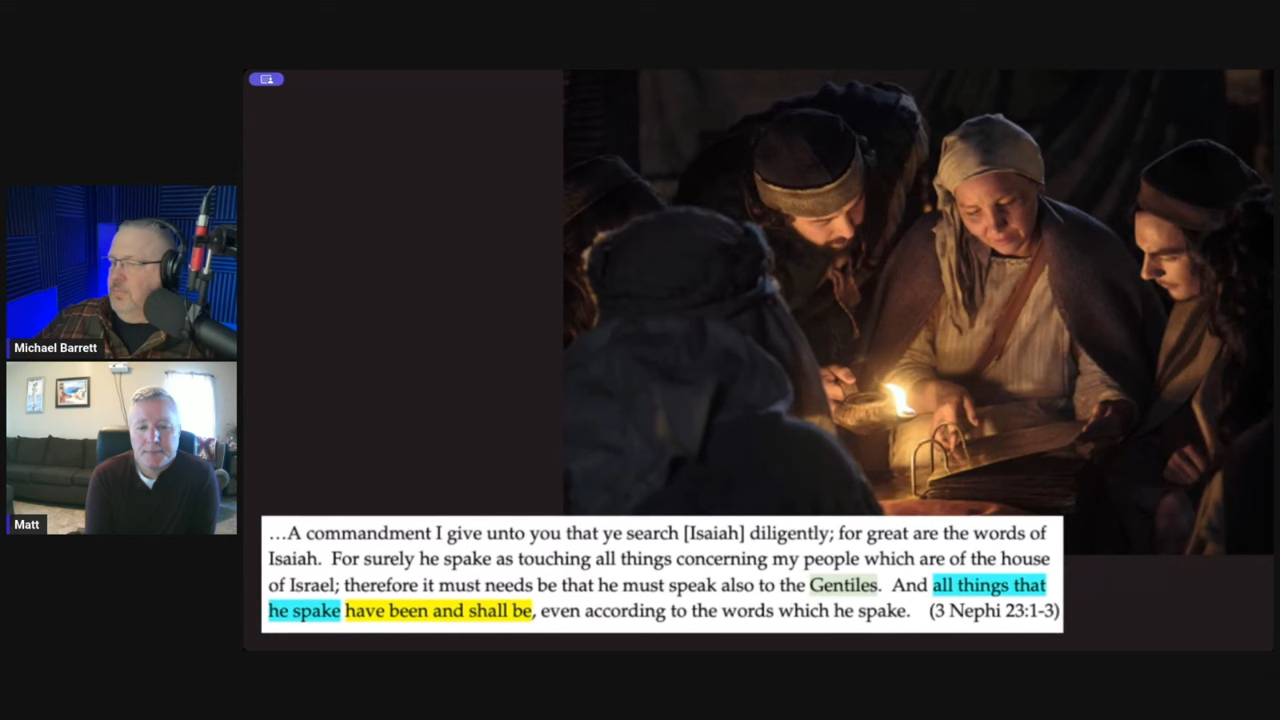 Michael Barrett
Matt
…A commandment I give unto you that ye search [Isaiah] diligently; for great are the words of
Isaiah. For surely he spake as touching all things concerning my people which are of the house
of Israel; therefore it must needs be that he must speak also to the Gentiles. And all things that
he spake have been and shall be, even according to the words which he spake. (3 Nephi 23:1-3)